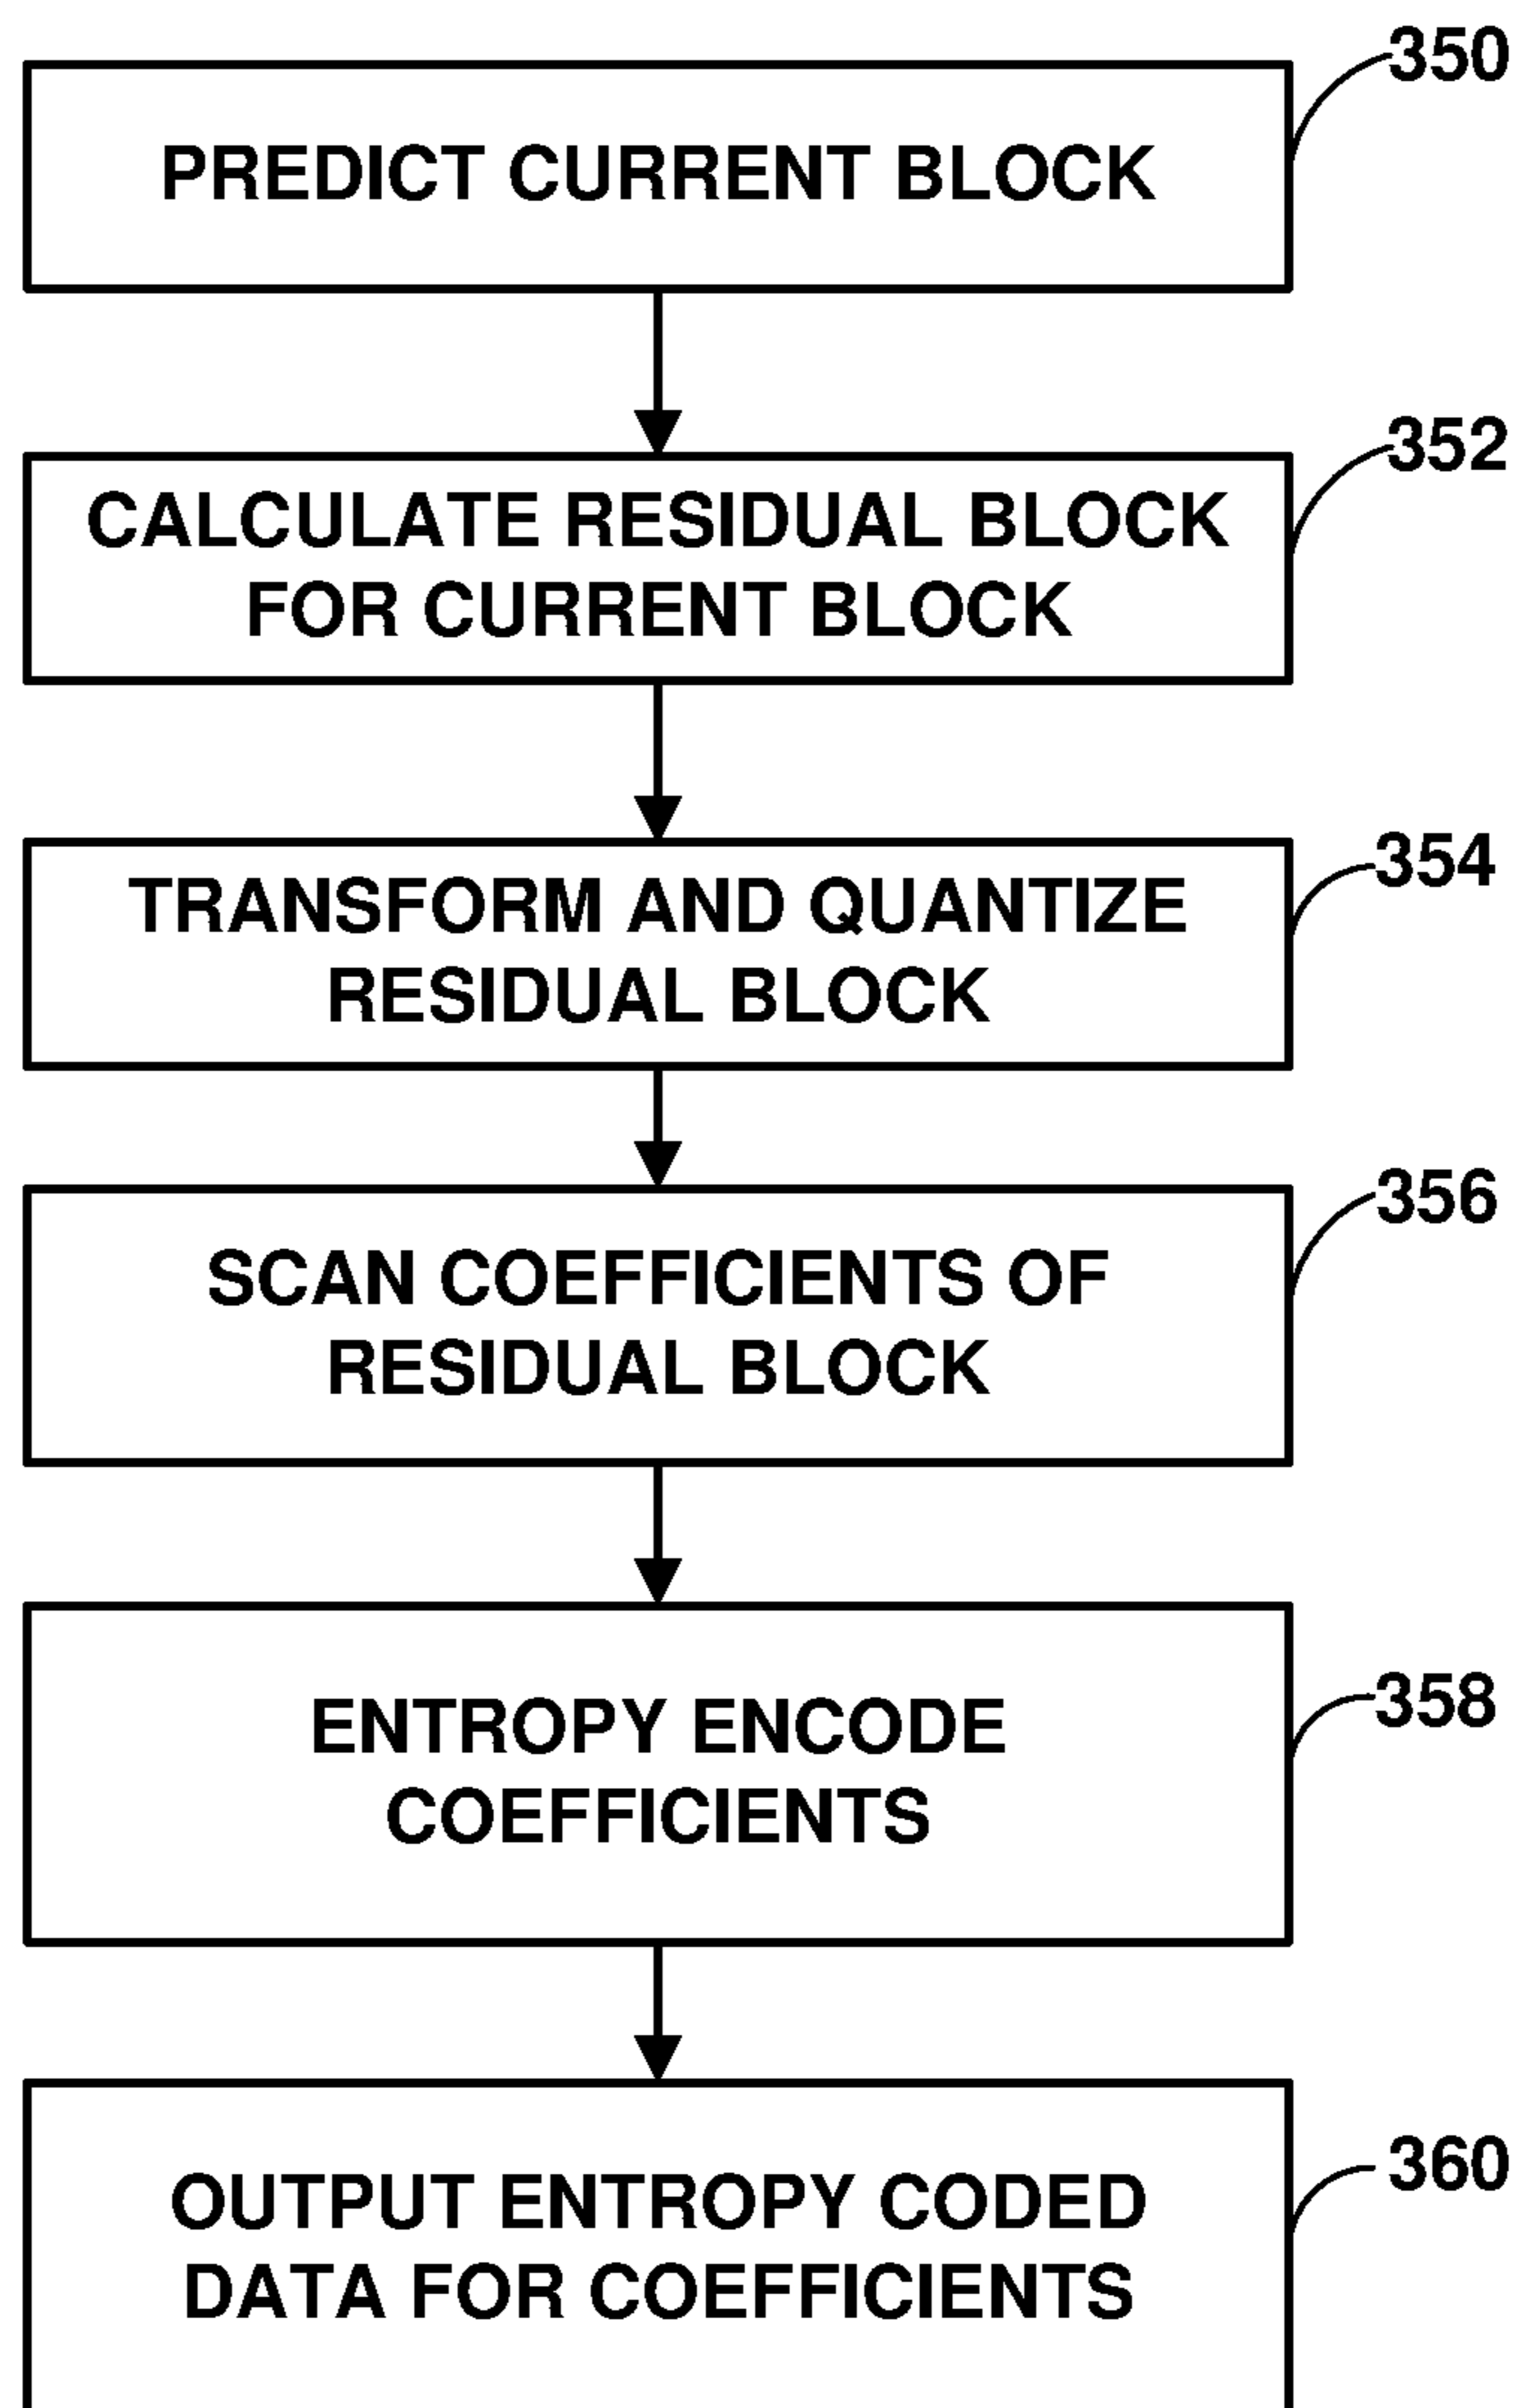 350
PREDICT CURRENT BLOCK
352
CALCULATE RESIDUAL BLOCK
FOR CURRENT BLOCK
354
TRANSFORM AND QUANTIZE
RESIDUAL BLOCK
356
SCAN COEFFICIENTS OF
RESIDUAL BLOCK
358
ENTROPY ENCODE
COEFFICIENTS
360
OUTPUT ENTROPY CODED
DATA FOR COEFFICIENTS